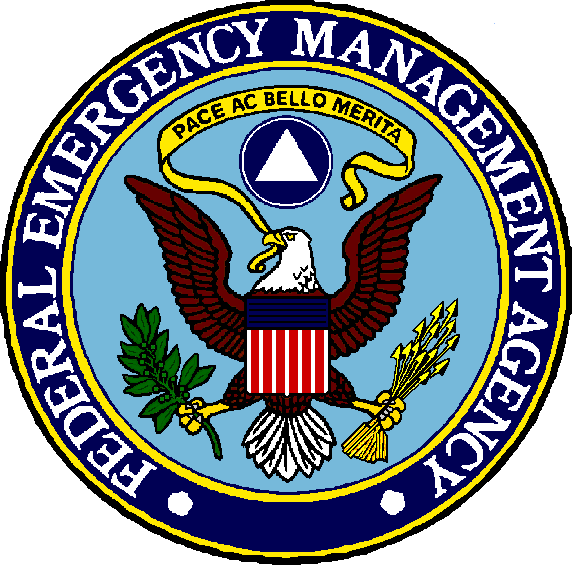 FEDERAL EMERGENCY MANAGEMENT AGENCY
PACE AC BELLO MERITA